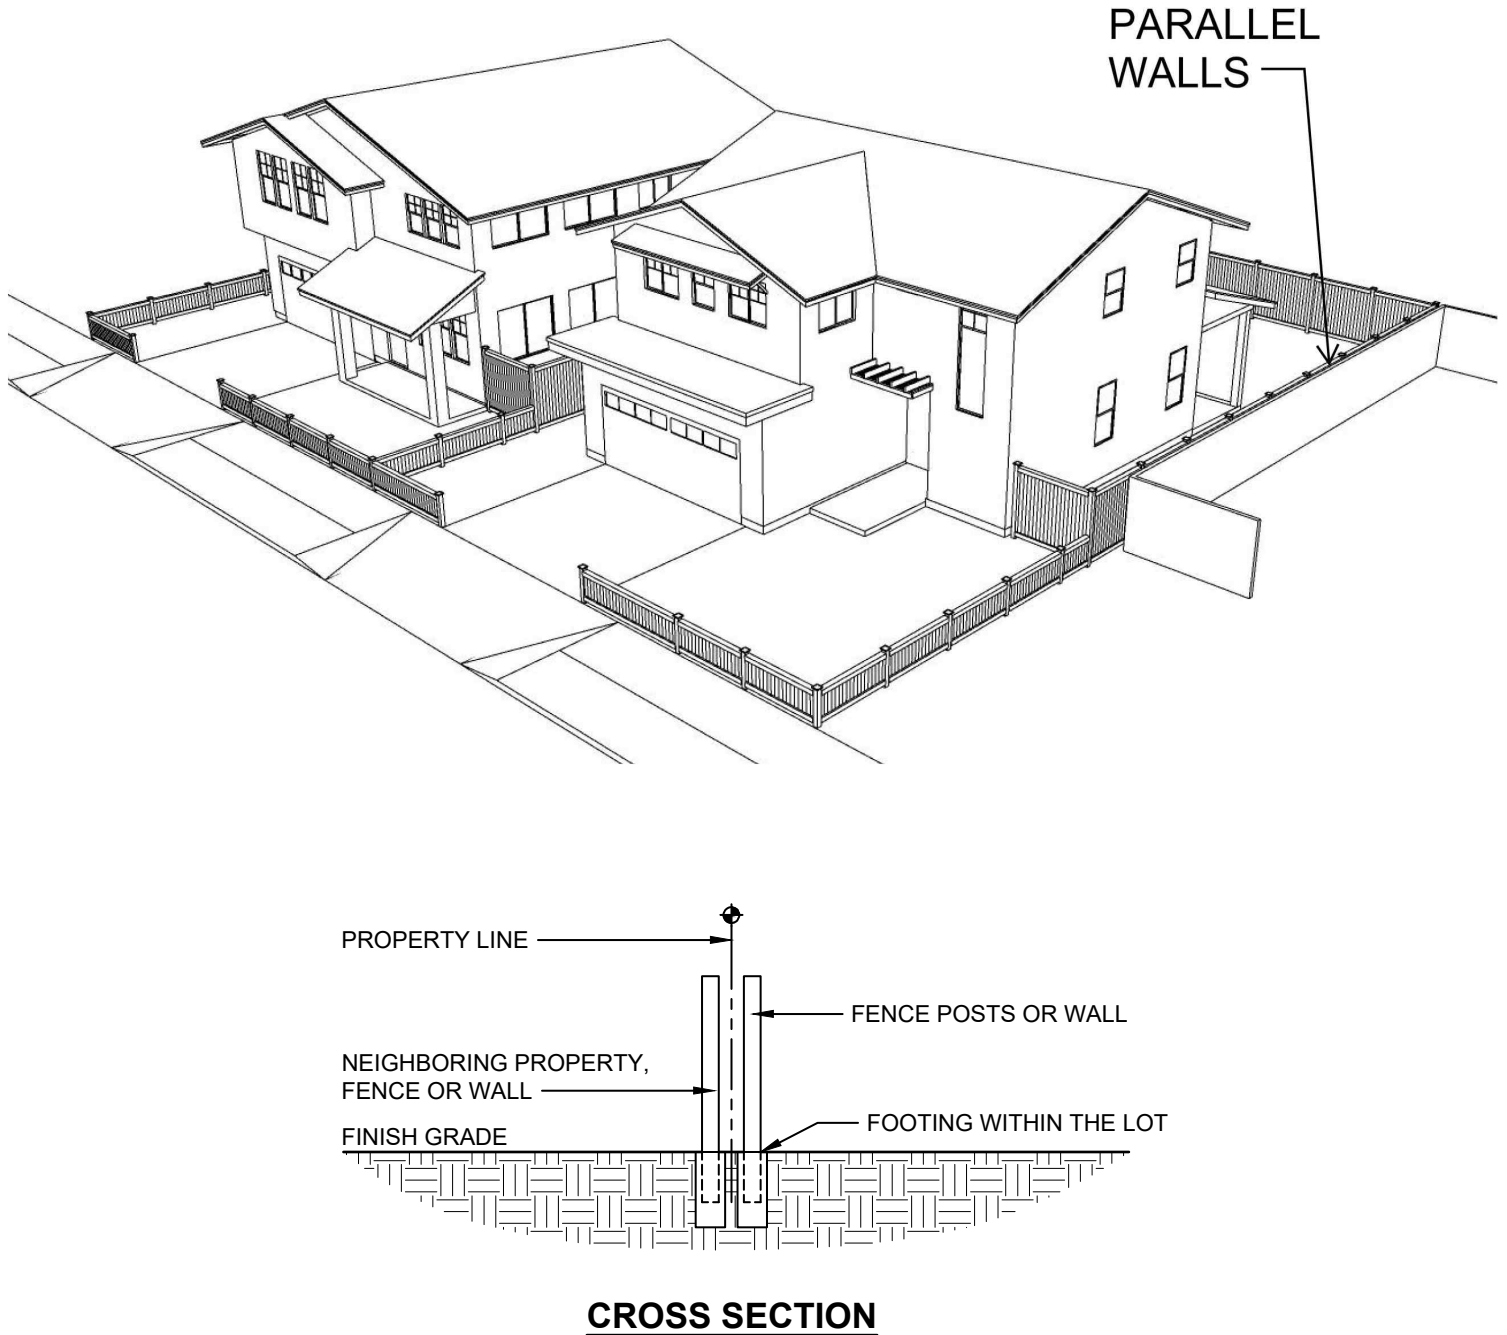 PARALLEL
WALLS
PROPERTY LINE
FENCE POSTS OR WALL
NEIGHBORING PROPERTY,
FENCE OR WALL
FOOTING WITHIN THE LOT
FINISH GRADE
CROSS SECTION